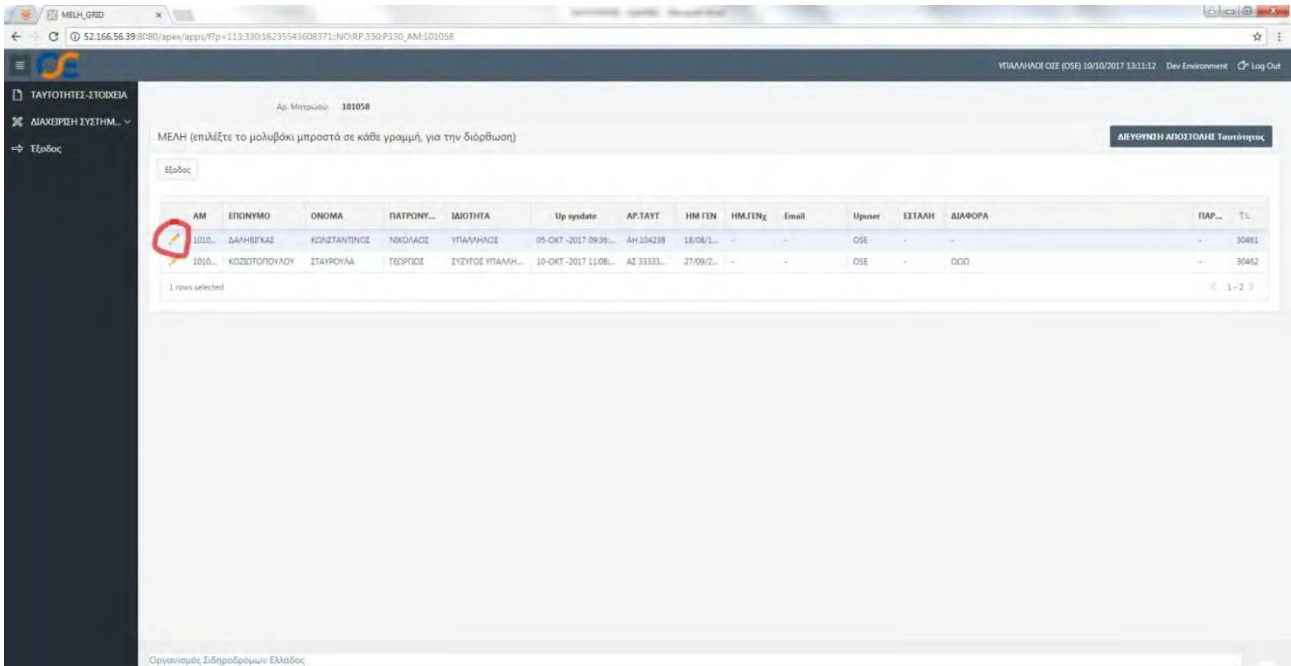 MELH_GRID
52.166.56.39:8080/apex/apps/f?p=113:330:16235543608371::NO:RP,330:P330_AM:101058
ΥΠΑΛΛΗΛΟΙ ΟΣΕ (OSE) 10/10/2017 13:11:12 Dev Environment Log Out
ΤΑΥΤΟΤΗΤΕΣ-ΣΤΟΙΧΕΙΑ
ΔΙΑΧΕΙΡΙΣΗ ΣΥΣΤΗΜ...
Εξοδος
Αρ. Μητρώου 101058
ΜΕΛΗ (επιλέξτε το μολυβάκι μπροστά σε κάθε γραμμή, για την διόρθωση)
ΔΙΕΥΘΥΝΣΗ ΑΠΟΣΤΟΛΗΣ Ταυτότητος
Εξοδος
ΑΜ ΕΠΩΝΥΜΟ ΟΝΟΜΑ ΠΑΤΡΩΝΥ... ΙΔΙΟΤΗΤΑ Up sysdate ΑΡ.ΤΑΥΤ ΗΜ ΓΕΝ ΗΜ.ΓΕΝχ Email Upuser ΕΣΤΑΛΗ ΔΙΑΦΟΡΑ ΠΑΡ...
1010... ΔΑΛΗΒΙΓΚΑΣ ΚΩΝΣΤΑΝΤΙΝΟΣ ΝΙΚΟΛΑΟΣ ΥΠΑΛΛΗΛΟΣ 05-ΟΚΤ -2017 09:36:... ΑΗ.104238 18/08/1... - - OSE - - - 30461
1010... ΚΟΖΙΩΤΟΠΟΥΛΟΥ ΣΤΑΥΡΟΥΛΑ ΓΕΩΡΓΙΟΣ ΣΥΖΥΓΟΣ ΥΠΑΛΛΗ... 10-ΟΚΤ -2017 11:08:... ΑΣ 33333... 27/09/2... - - OSE - ΩΩΩ - 30462
1 rows selected 1 - 2
Οργανισμός Σιδηροδρόμων Ελλάδος